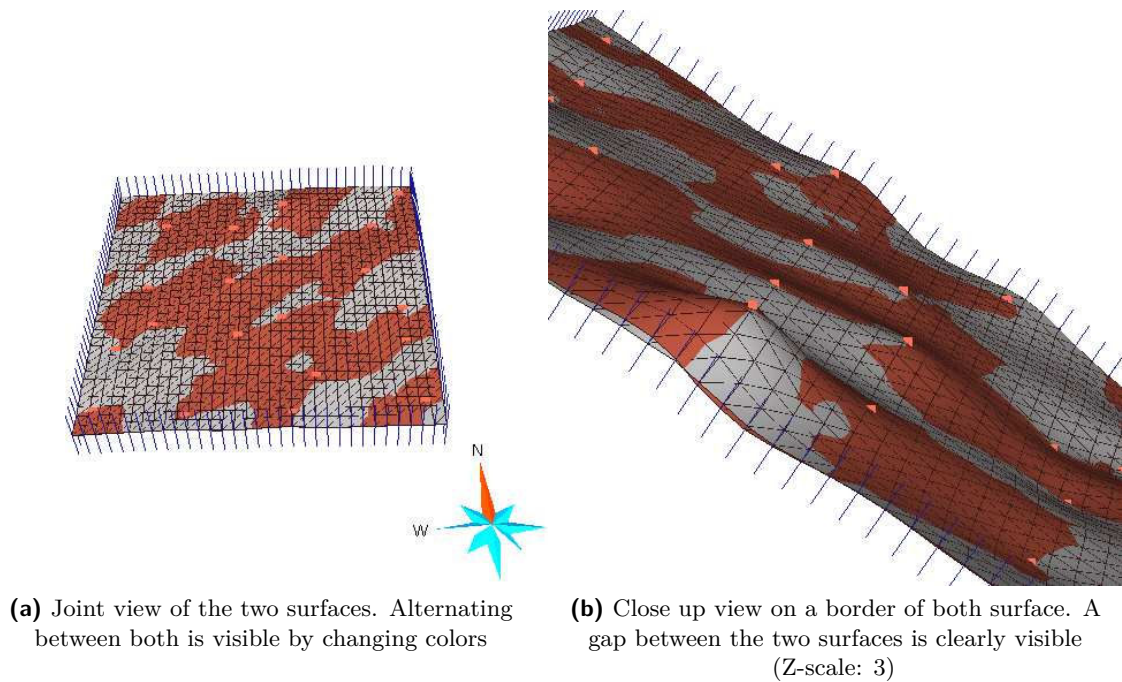 N
W
(a) Joint view of the two surfaces. Alternating
between both is visible by changing colors
(b) Close up view on a border of both surface. A
gap between the two surfaces is clearly visible
(Z-scale: 3)